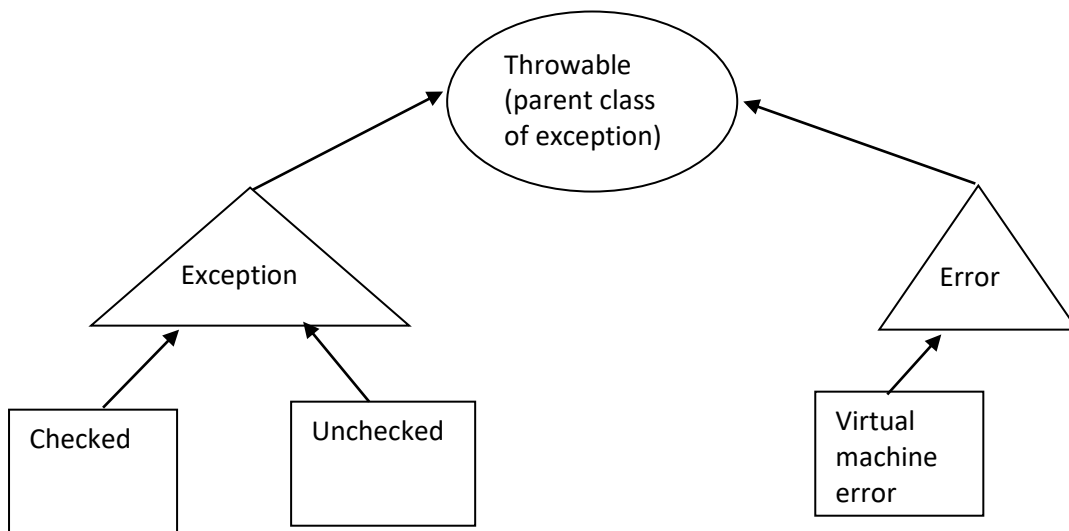 Throwable
(parent class
of exception)
Exception
Error
Checked
Unchecked
Virtual
machine
error